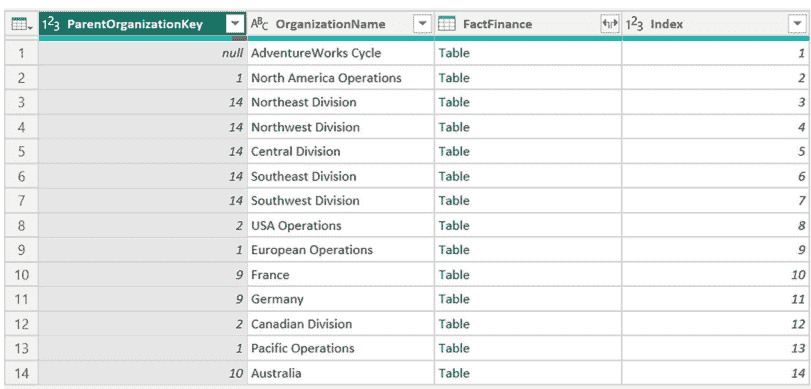 123 ParentOrganizationKey ABC OrganizationName FactFinance 123 Index
1 null AdventureWorks Cycle Table 1
2 1 North America Operations Table 2
3 14 Northeast Division Table 3
4 14 Northwest Division Table 4
5 14 Central Division Table 5
6 14 Southeast Division Table 6
7 14 Southwest Division Table 7
8 2 USA Operations Table 8
9 1 European Operations Table 9
10 9 France Table 10
11 9 Germany Table 11
12 2 Canadian Division Table 12
13 1 Pacific Operations Table 13
14 10 Australia Table 14